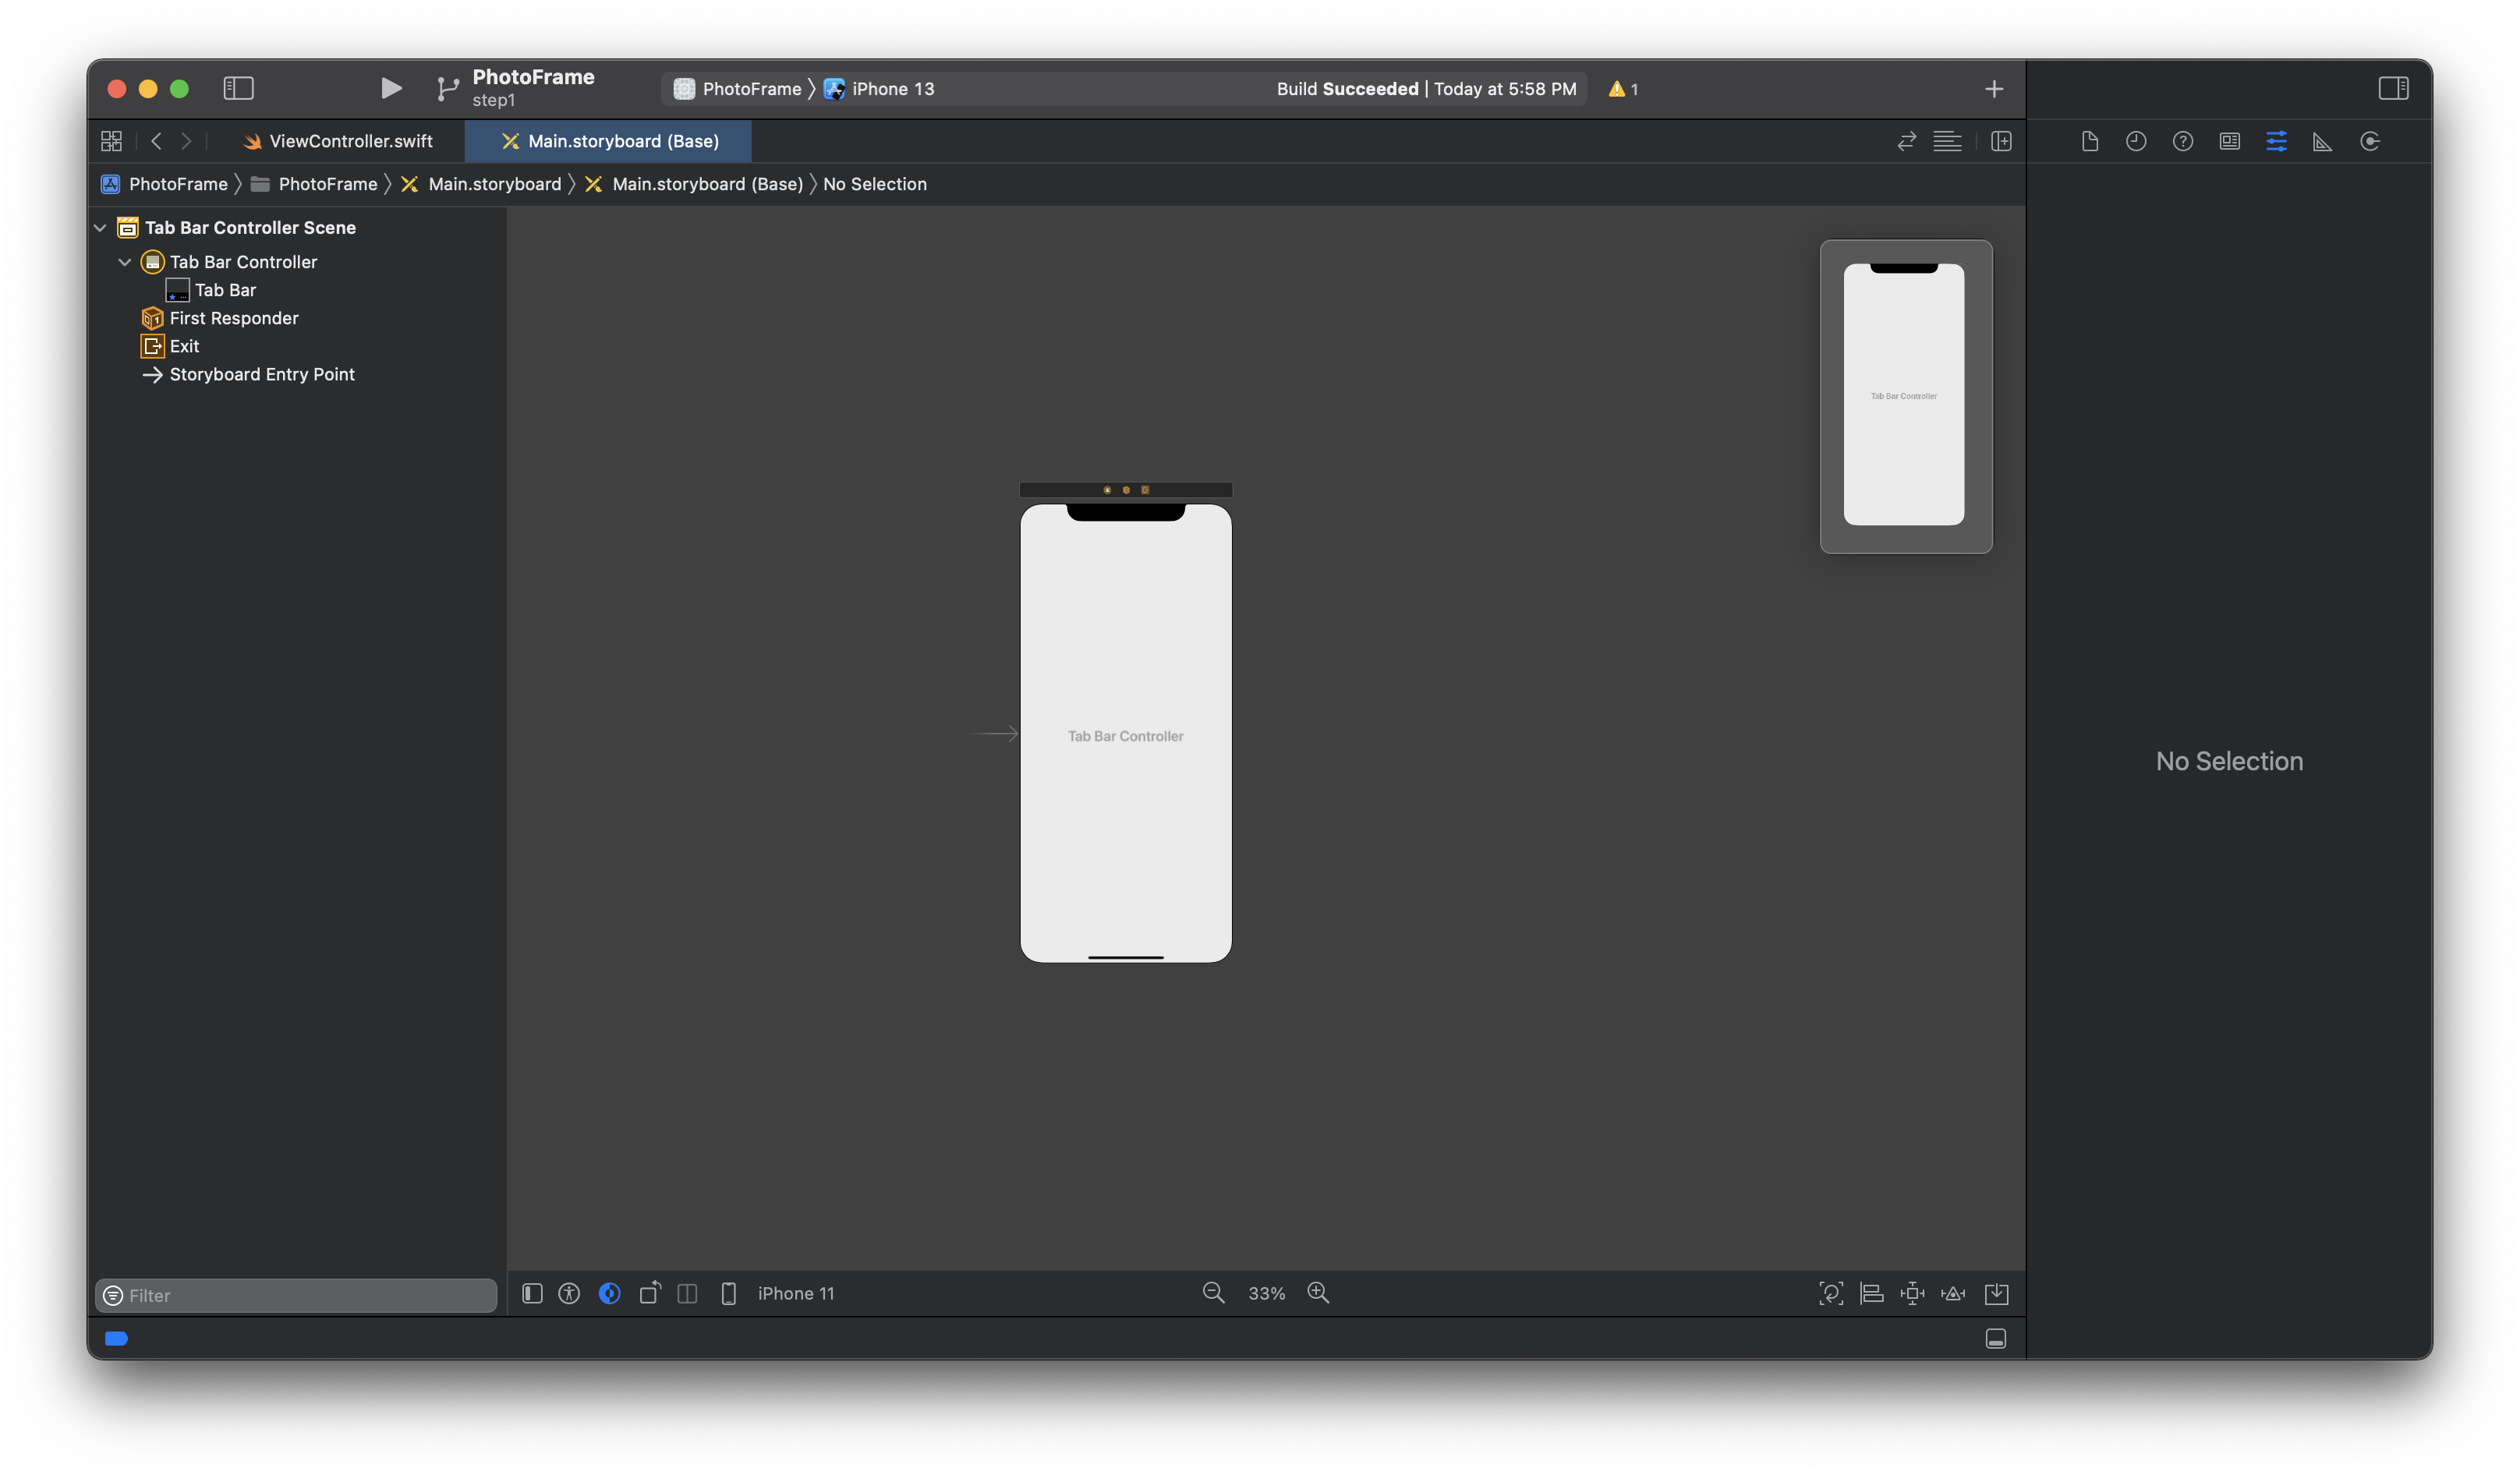 PhotoFrame
step1
PhotoFrame
iPhone 13
Build Succeeded | Today at 5:58 PM
1
ViewController.swift
Main.storyboard (Base)
PhotoFrame
PhotoFrame
Main.storyboard
Main.storyboard (Base)
No Selection
Tab Bar Controller Scene
Tab Bar Controller
Tab Bar
First Responder
Exit
Storyboard Entry Point
Tab Bar Controller
Tab Bar Controller
No Selection
Filter
iPhone 11
33%